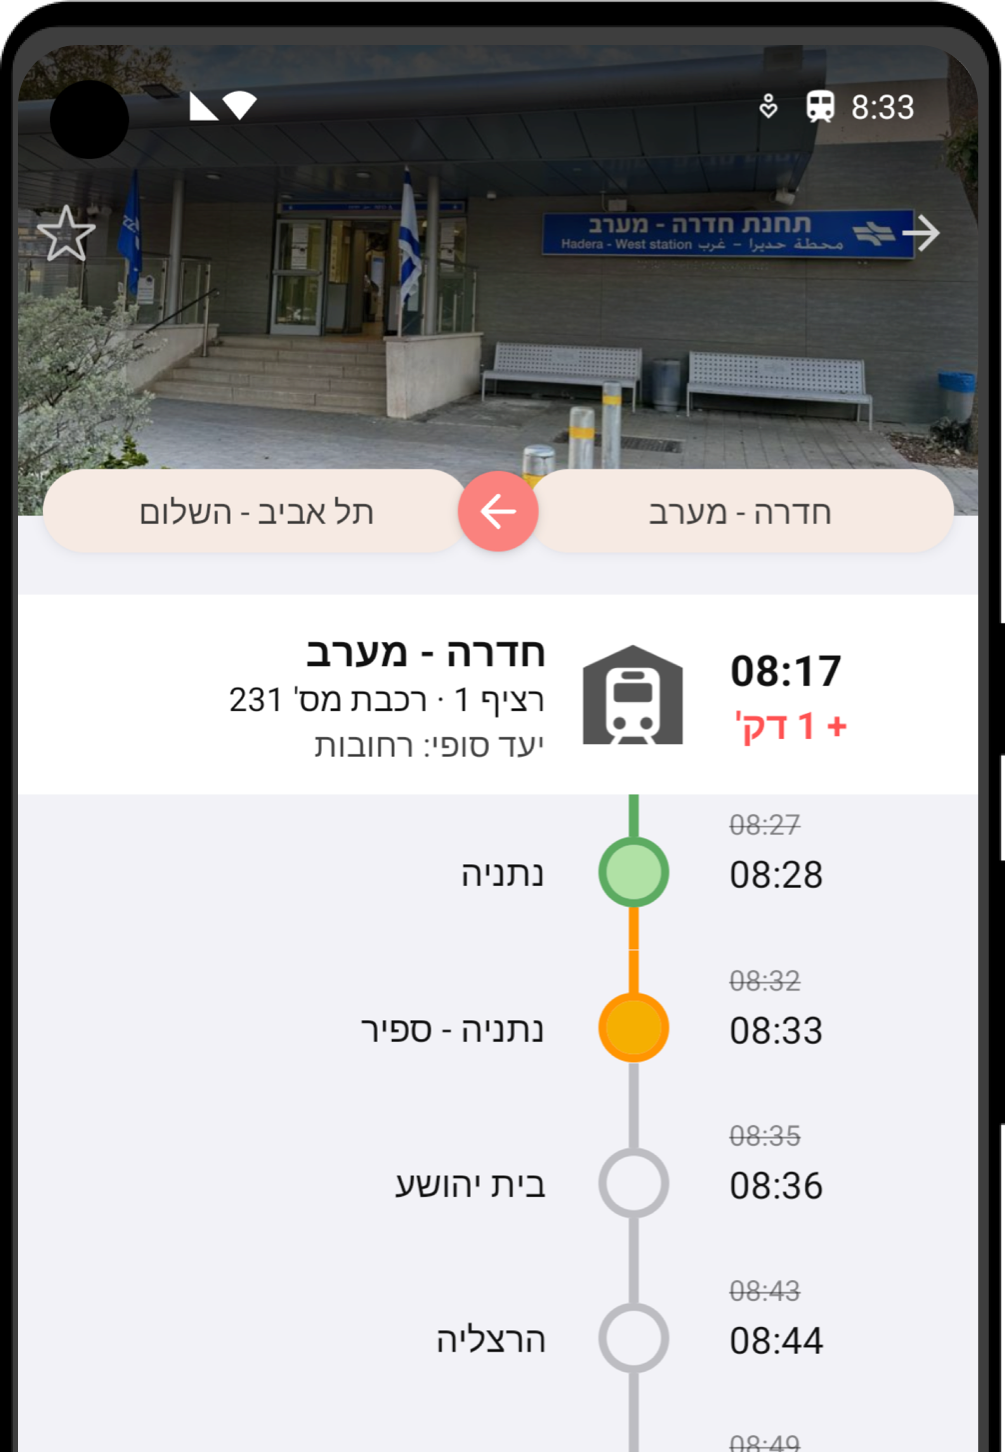 8:33
תחנת חדרה - מערב
محطة حديرا - غرب Hadera - West station
חדרה - מערב
תל אביב - השלום
08:17
+ 1 דק'
חדרה - מערב
רציף 1 · רכבת מס' 231
יעד סופי: רחובות
08:27
08:28
נתניה
08:32
08:33
נתניה - ספיר
08:35
08:36
בית יהושע
08:43
08:44
הרצליה
08:49